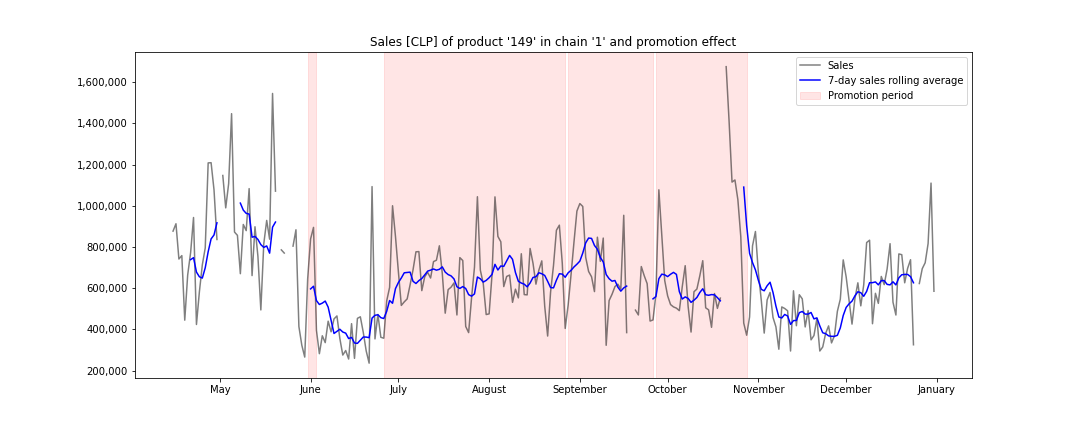 Sales [CLP] of product '149' in chain '1' and promotion effect
Sales
7-day sales rolling average
Promotion period
1,600,000
1,400,000
1,200,000
1,000,000
800,000
600,000
400,000
200,000
May June July August September October November December January